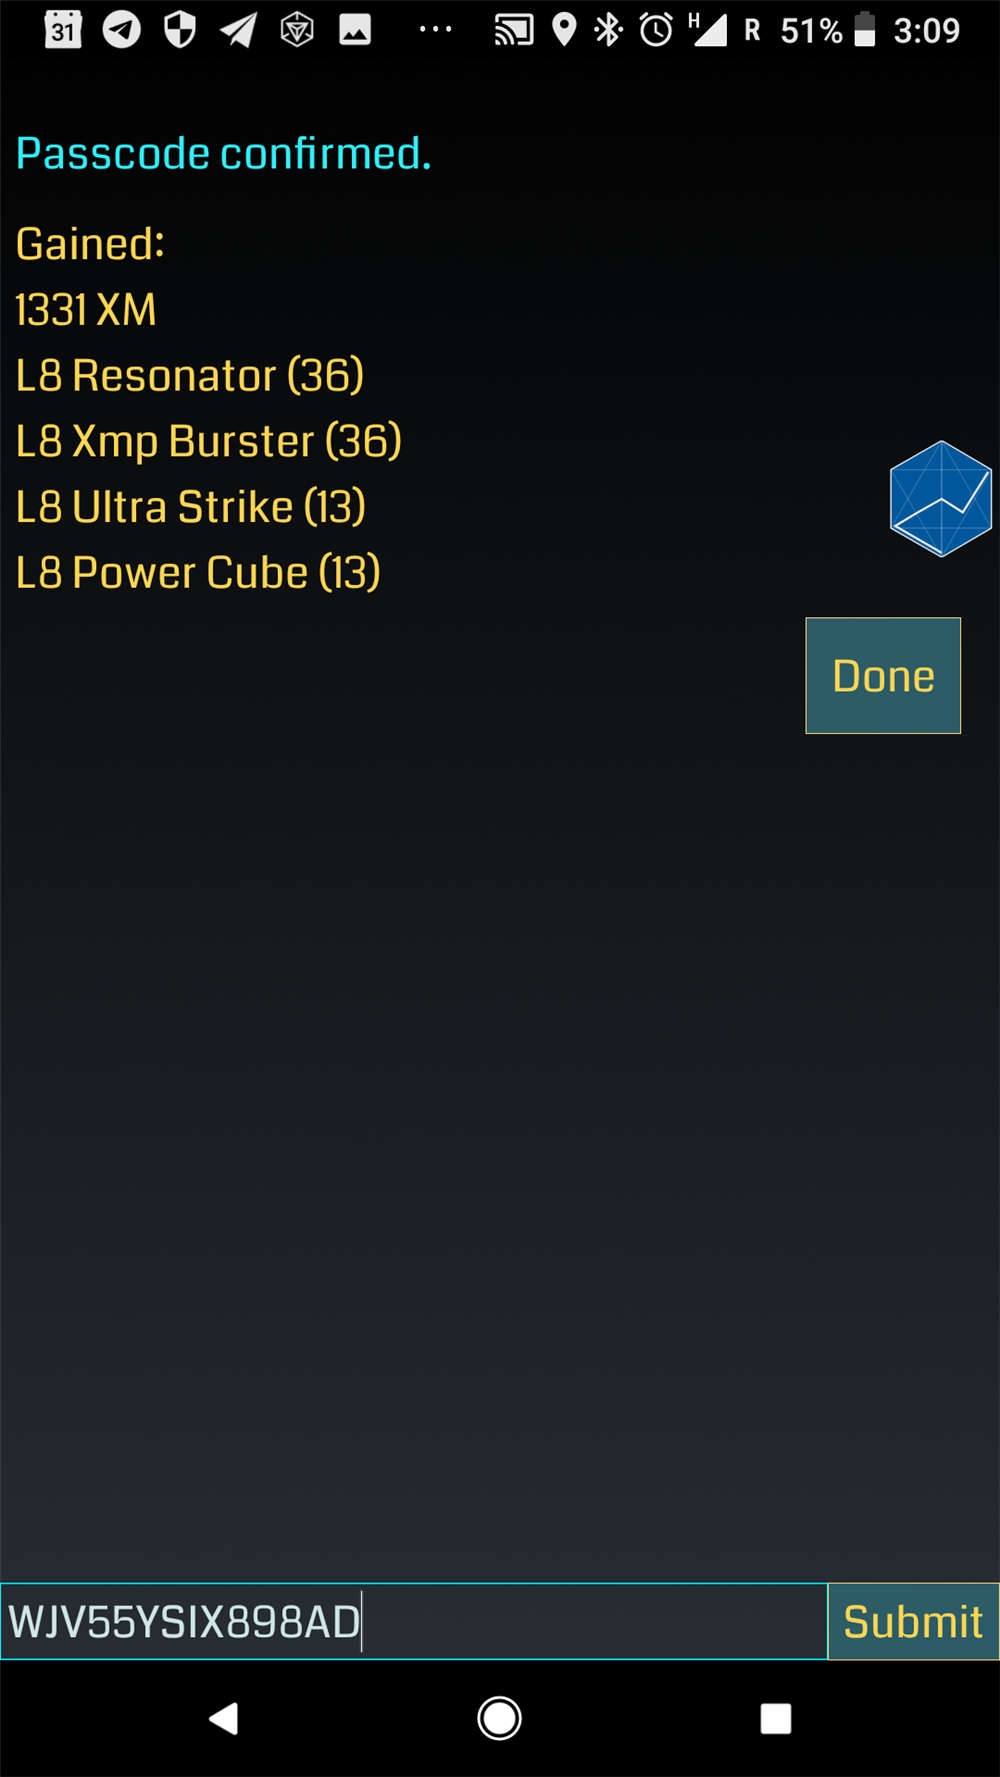 31 ... H R 51% 3:09
Passcode confirmed.
Gained:
1331 XM
L8 Resonator (36)
L8 Xmp Burster (36)
L8 Ultra Strike (13)
L8 Power Cube (13)
Done
WJV55YSIX898AD
Submit